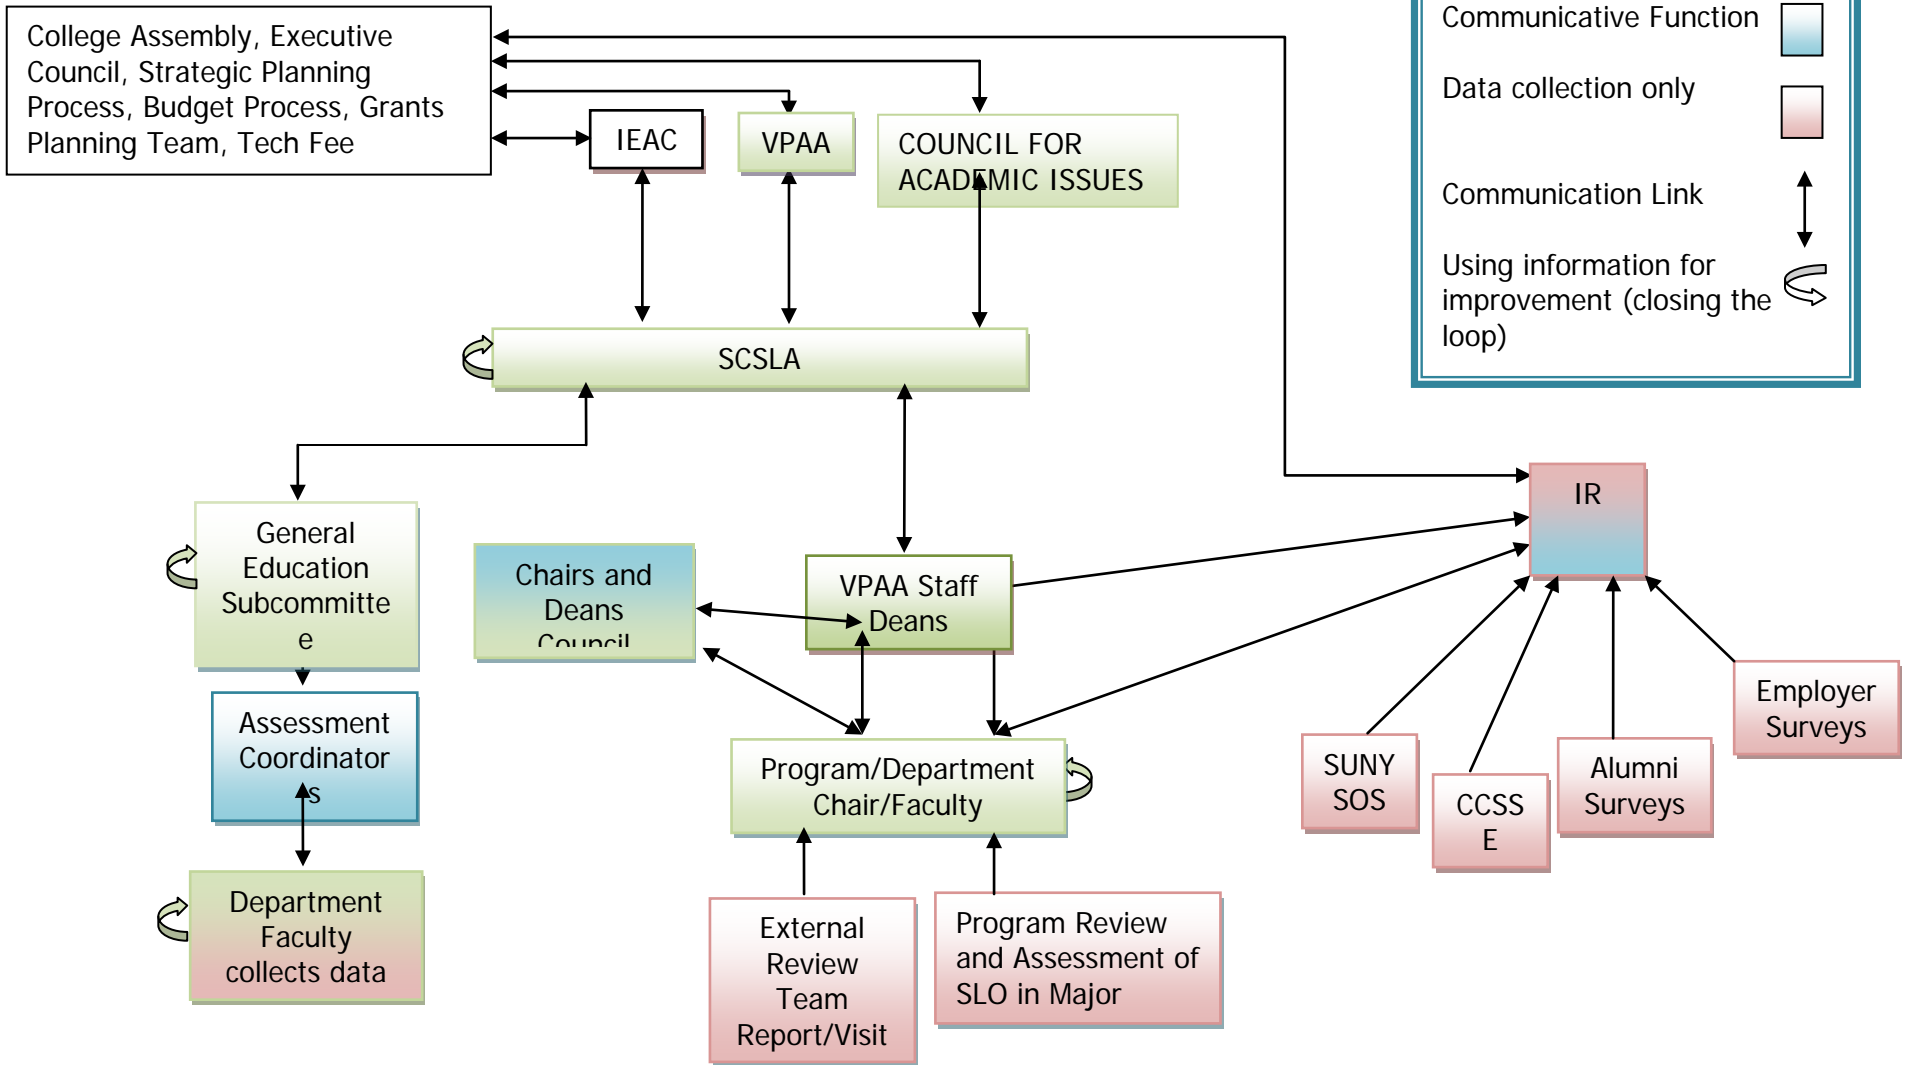 College Assembly, Executive
Council, Strategic Planning
Process, Budget Process, Grants
Planning Team, Tech Fee
IEAC
VPAA
COUNCIL FOR
ACADEMIC ISSUES
Communicative Function
Data collection only
Communication Link
Using information for
improvement (closing the
loop)
SCSLA
General
Education
Subcommitte
e
Chairs and
Deans
Council
VPAA Staff
Deans
IR
Assessment
Coordinator
s
Program/Department
Chair/Faculty
SUNY
SOS
CCSS
E
Alumni
Surveys
Employer
Surveys
Department
Faculty
collects data
External
Review
Team
Report/Visit
Program Review
and Assessment of
SLO in Major